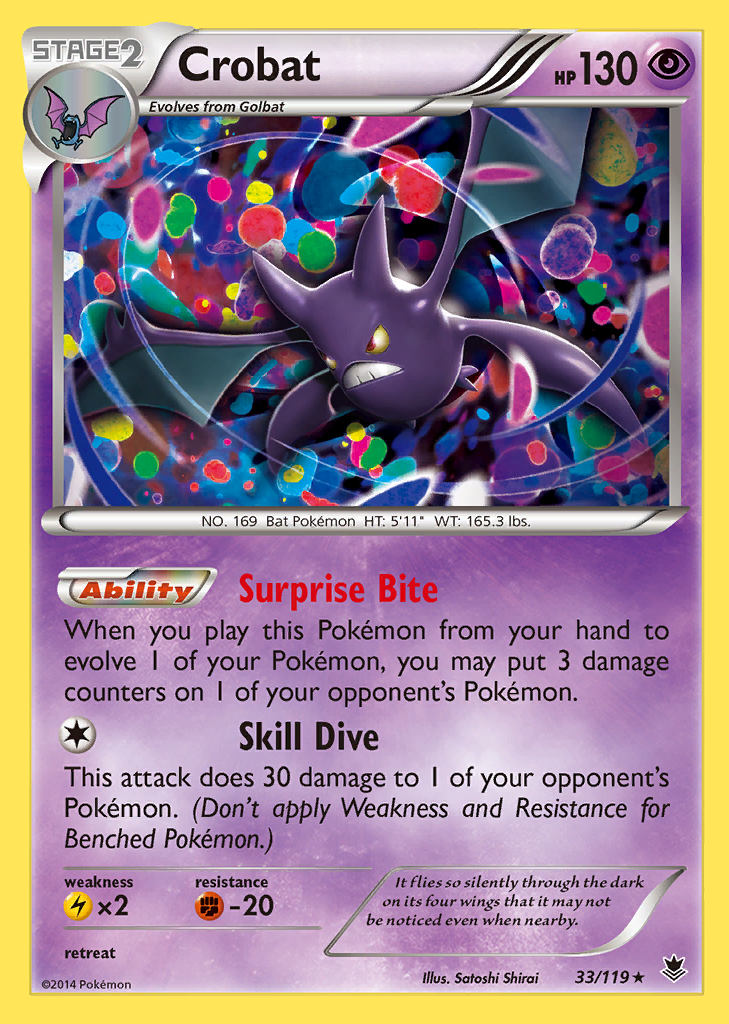 STAGE2
Crobat
HP130
Evolves from Golbat
NO. 169 Bat Pokémon HT: 5'11" WT: 165.3 lbs.
Ability Surprise Bite
When you play this Pokémon from your hand to
evolve 1 of your Pokémon, you may put 3 damage
counters on 1 of your opponent's Pokémon.
Skill Dive
This attack does 30 damage to 1 of your opponent's
Pokémon. (Don't apply Weakness and Resistance for
Benched Pokémon.)
weakness
×2
resistance
-20
It flies so silently through the dark
on its four wings that it may not
be noticed even when nearby.
retreat
©2014 Pokémon
Illus. Satoshi Shirai
33/119 ★